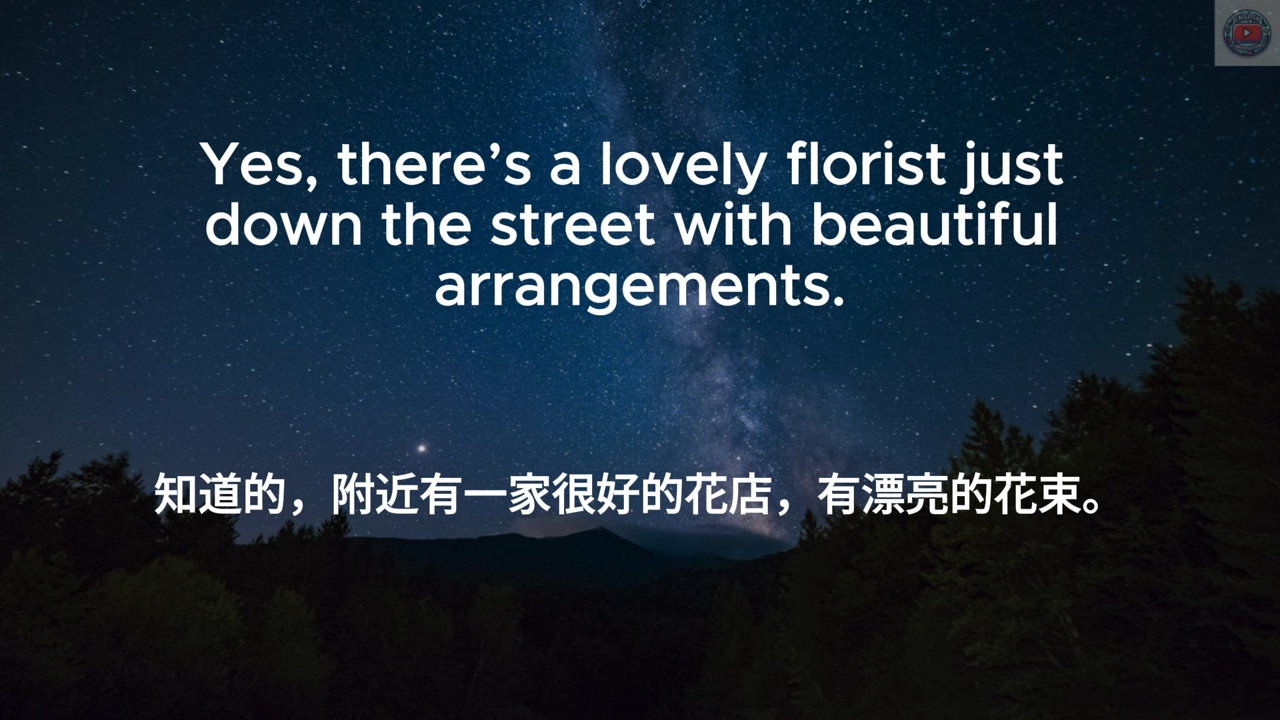 Yes, there’s a lovely florist just
down the street with beautiful
arrangements.
知道的，附近有一家很好的花店，有漂亮的花束。